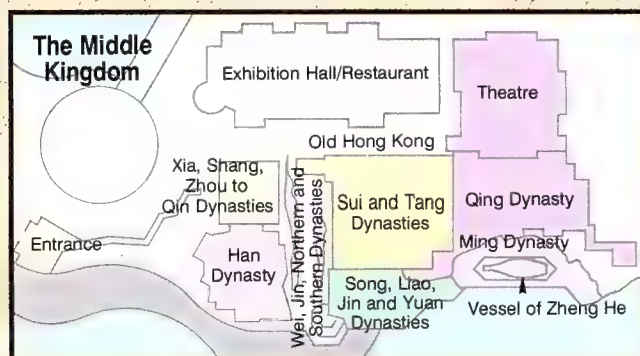 The Middle
Kingdom
Exhibition Hall/Restaurant
Theatre
Old Hong Kong
Xia, Shang,
Zhou to
Qin Dynasties
Wei, Jin, Northern and
Southern Dynasties
Sui and Tang
Dynasties
Qing Dynasty
Entrance
Han
Dynasty
Ming Dynasty
Song, Liao,
Jin and Yuan
Dynasties
Vessel of Zheng He